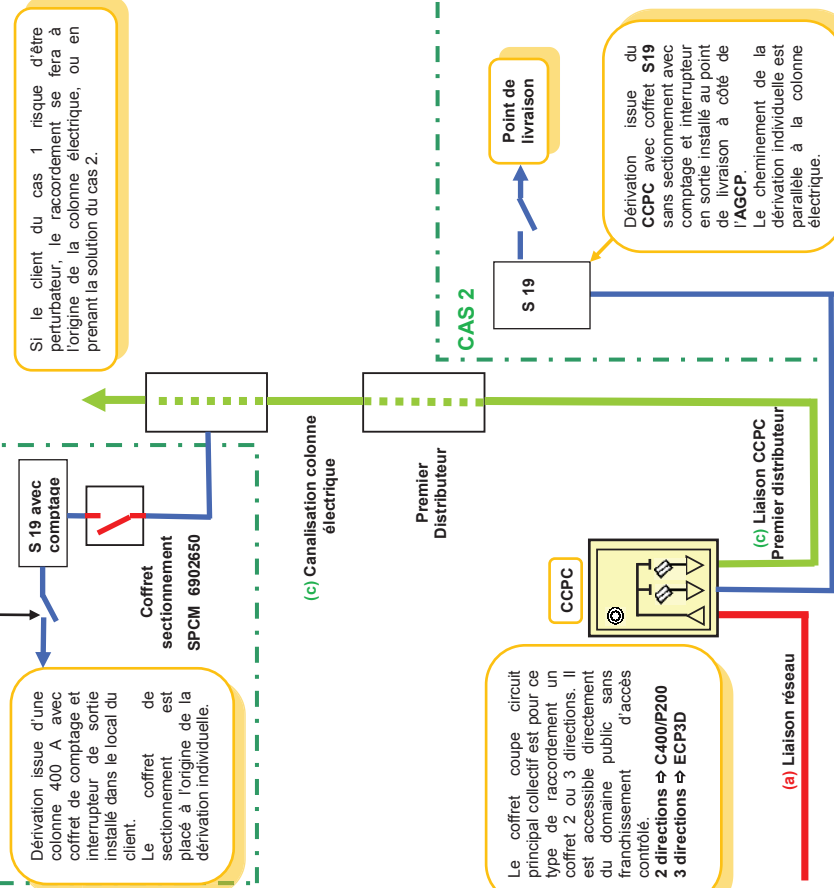 Si le client du cas 1 risque d'être
perturbateur, le raccordement se fera à
l'origine de la colonne électrique, ou en
prenant la solution du cas 2.
S 19 avec
comptage
Coffret
sectionnement
SPCM 6902650
Dérivation issue d'une
colonne 400 A avec
coffret de comptage et
interrupteur de sortie
installé dans le local du
client.
Le coffret de
sectionnement est
placé à l'origine de la
dérivation individuelle.
(c) Canalisation colonne
électrique
Premier
Distributeur
CAS 2
S 19
Point de
livraison
Dérivation issue du
CCPC avec coffret S19
sans sectionnement avec
comptage et interrupteur
en sortie installé au point
de livraison à côté de
l'AGCP.
Le cheminement de la
dérivation individuelle est
parallèle à la colonne
électrique.
CCPC
(c) Liaison CCPC
Premier distributeur
Le coffret coupe circuit
principal collectif est pour ce
type de raccordement un
coffret 2 ou 3 directions. Il
est accessible directement
du domaine public sans
franchissement d'accès
contrôlé.
2 directions ⇨ C400/P200
3 directions ⇨ ECP3D
(a) Liaison réseau